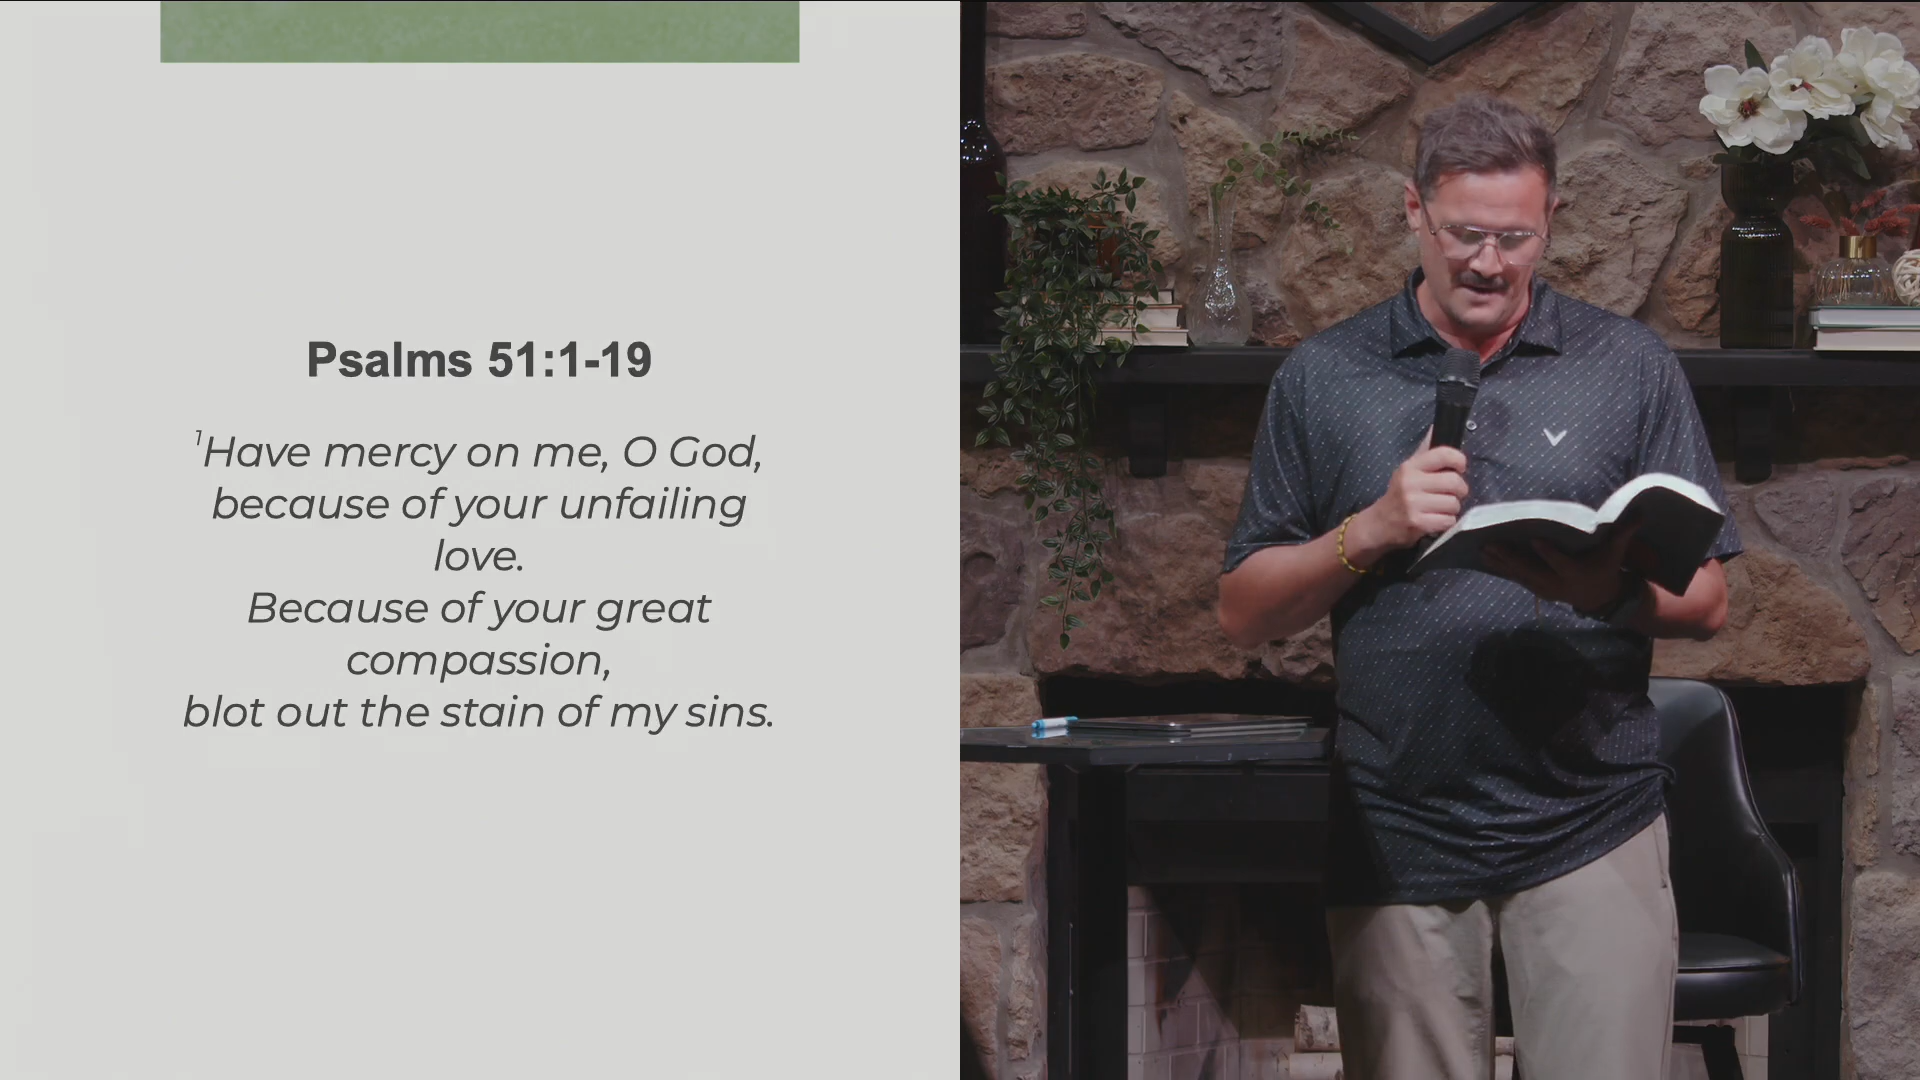 Psalms 51:1-19
¹Have mercy on me, O God,
because of your unfailing
love.
Because of your great
compassion,
blot out the stain of my sins.